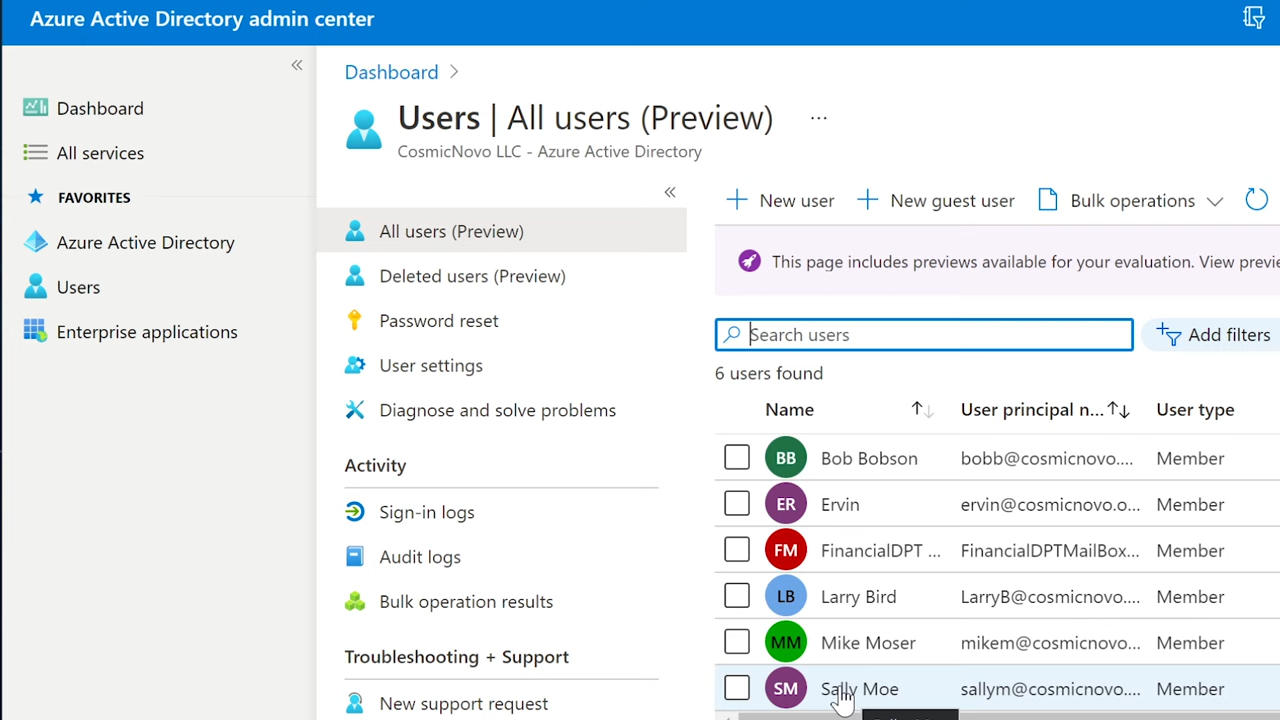 Azure Active Directory admin center
Dashboard
All services
FAVORITES
Azure Active Directory
Users
Enterprise applications
Dashboard
Users | All users (Preview)
CosmicNovo LLC - Azure Active Directory
All users (Preview)
Deleted users (Preview)
Password reset
User settings
Diagnose and solve problems
Activity
Sign-in logs
Audit logs
Bulk operation results
Troubleshooting + Support
New support request
New user
New guest user
Bulk operations
This page includes previews available for your evaluation. View previe
Search users
Add filters
6 users found
Name User principal n... User type
BB Bob Bobson bobb@cosmicnovo.... Member
ER Ervin ervin@cosmicnovo.o... Member
FM FinancialDPT ... FinancialDPTMailBox... Member
LB Larry Bird LarryB@cosmicnovo.... Member
MM Mike Moser mikem@cosmicnovo.... Member
SM Sally Moe sallym@cosmicnovo.... Member